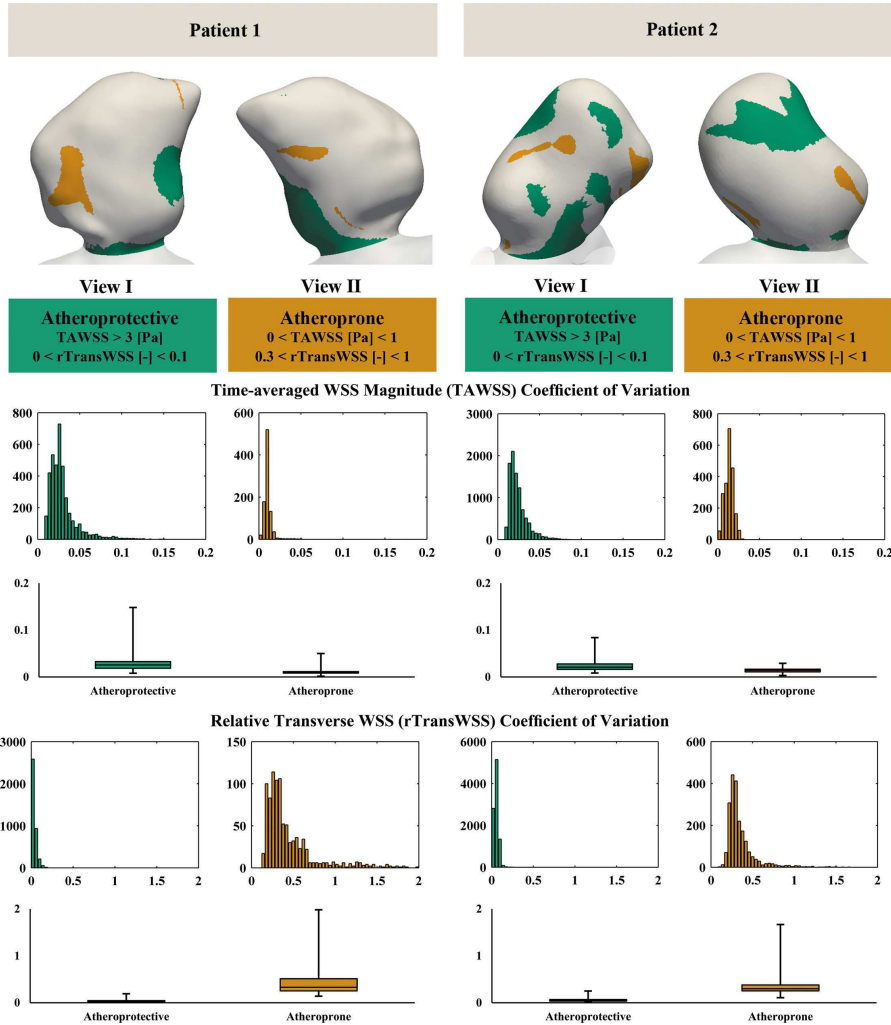 Patient 1 Patient 2
View I View II View I View II
Atheroprotective Atheroprone Atheroprotective Atheroprone
TAWSS > 3 [Pa] 0 < TAWSS [Pa] < 1 TAWSS > 3 [Pa] 0 < TAWSS [Pa] < 1
0 < rTransWSS [-] < 0.1 0.3 < rTransWSS [-] < 1 0 < rTransWSS [-] < 0.1 0.3 < rTransWSS [-] < 1
Time-averaged WSS Magnitude (TAWSS) Coefficient of Variation
800 600 3000 800
600 400 2000 600
400 200 1000 400
200 0 0 200
0 0
0 0.05 0.1 0.15 0.2 0 0.05 0.1 0.15 0.2 0 0.05 0.1 0.15 0.2 0 0.05 0.1 0.15 0.2
0.2 0.2
0.1 0.1
0 0
Atheroprotective Atheroprone Atheroprotective Atheroprone
Relative Transverse WSS (rTransWSS) Coefficient of Variation
3000 150 6000 600
2000 100 4000 400
1000 50 2000 200
0 0 0 0
0 0.5 1 1.5 2 0 0.5 1 1.5 2 0 0.5 1 1.5 2 0 0.5 1 1.5 2
2 2
1 1
0 0
Atheroprotective Atheroprone Atheroprotective Atheroprone